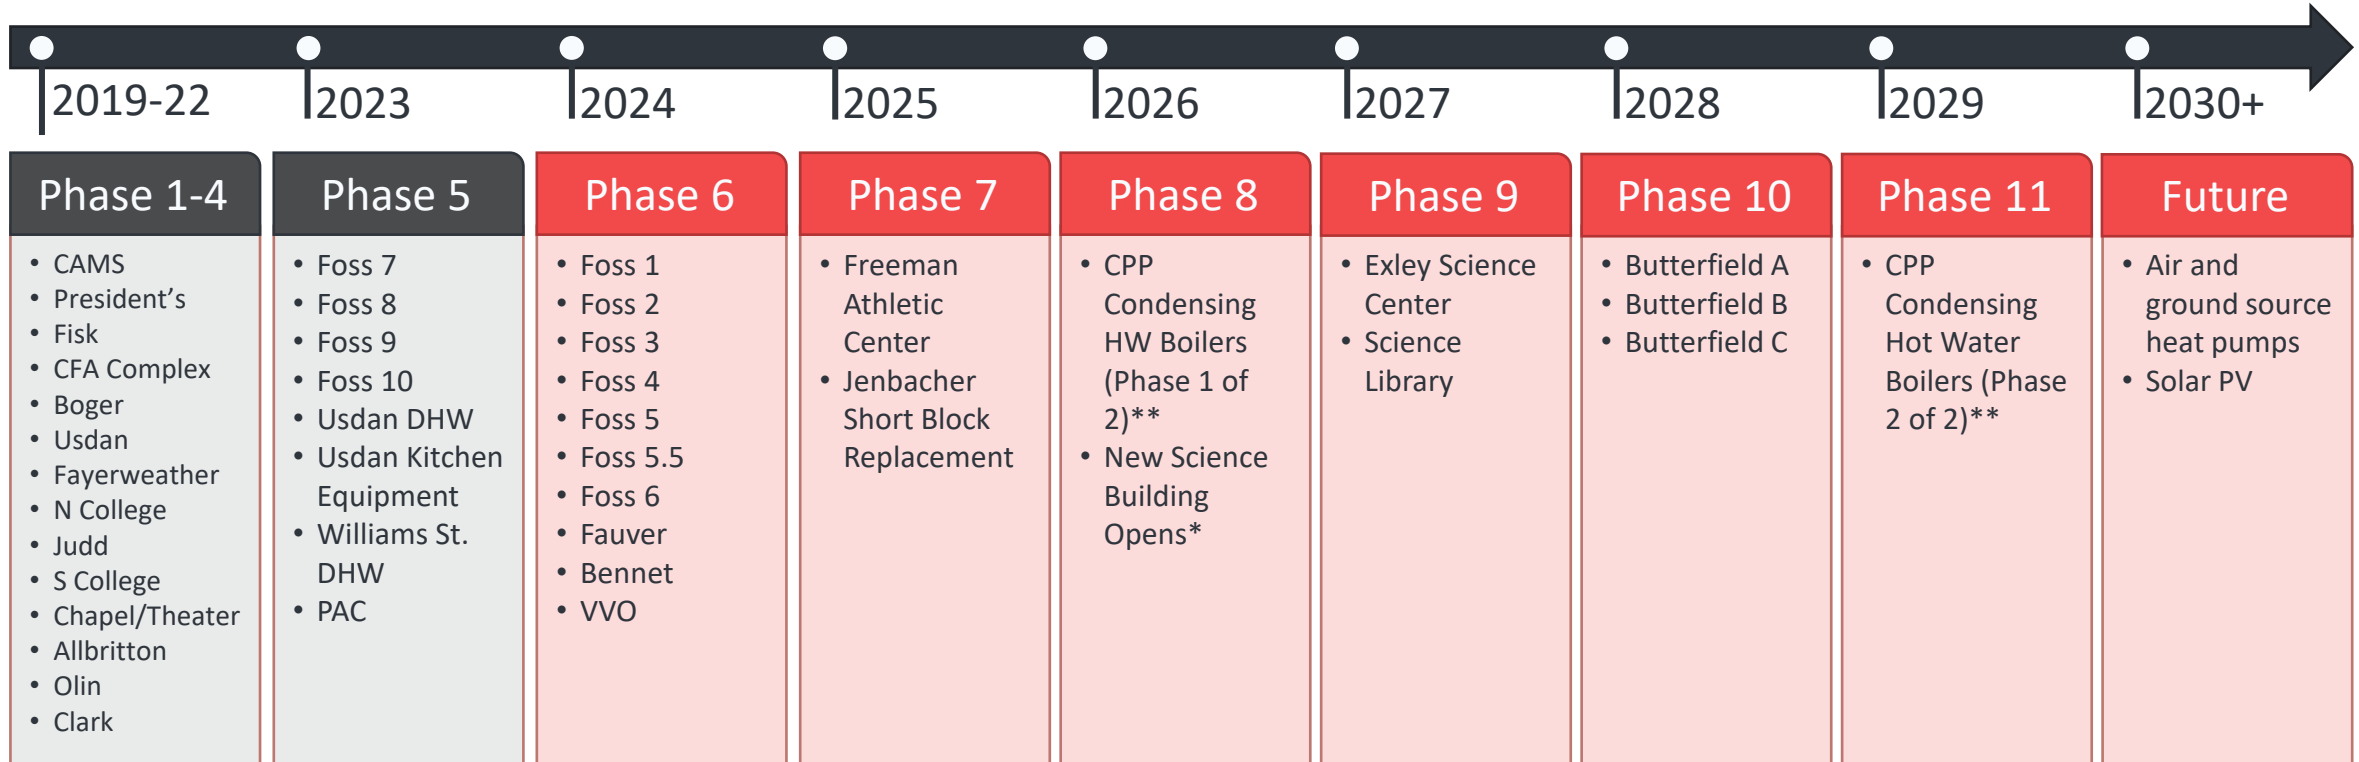 2019-22
2023
2024
2025
2026
2027
2028
2029
2030+
Phase 1-4
• CAMS
• President’s
• Fisk
• CFA Complex
• Boger
• Usdan
• Fayerweather
• N College
• Judd
• S College
• Chapel/Theater
• Allbritton
• Olin
• Clark
Phase 5
• Foss 7
• Foss 8
• Foss 9
• Foss 10
• Usdan DHW
• Usdan Kitchen
Equipment
• Williams St.
DHW
• PAC
Phase 6
• Foss 1
• Foss 2
• Foss 3
• Foss 4
• Foss 5
• Foss 5.5
• Foss 6
• Fauver
• Bennet
• VVO
Phase 7
• Freeman
Athletic
Center
• Jenbacher
Short Block
Replacement
Phase 8
• CPP
Condensing
HW Boilers
(Phase 1 of
2)**
• New Science
Building
Opens*
Phase 9
• Exley Science
Center
• Science
Library
Phase 10
• Butterfield A
• Butterfield B
• Butterfield C
Phase 11
• CPP
Condensing
Hot Water
Boilers (Phase
2 of 2)**
Future
• Air and
ground source
heat pumps
• Solar PV